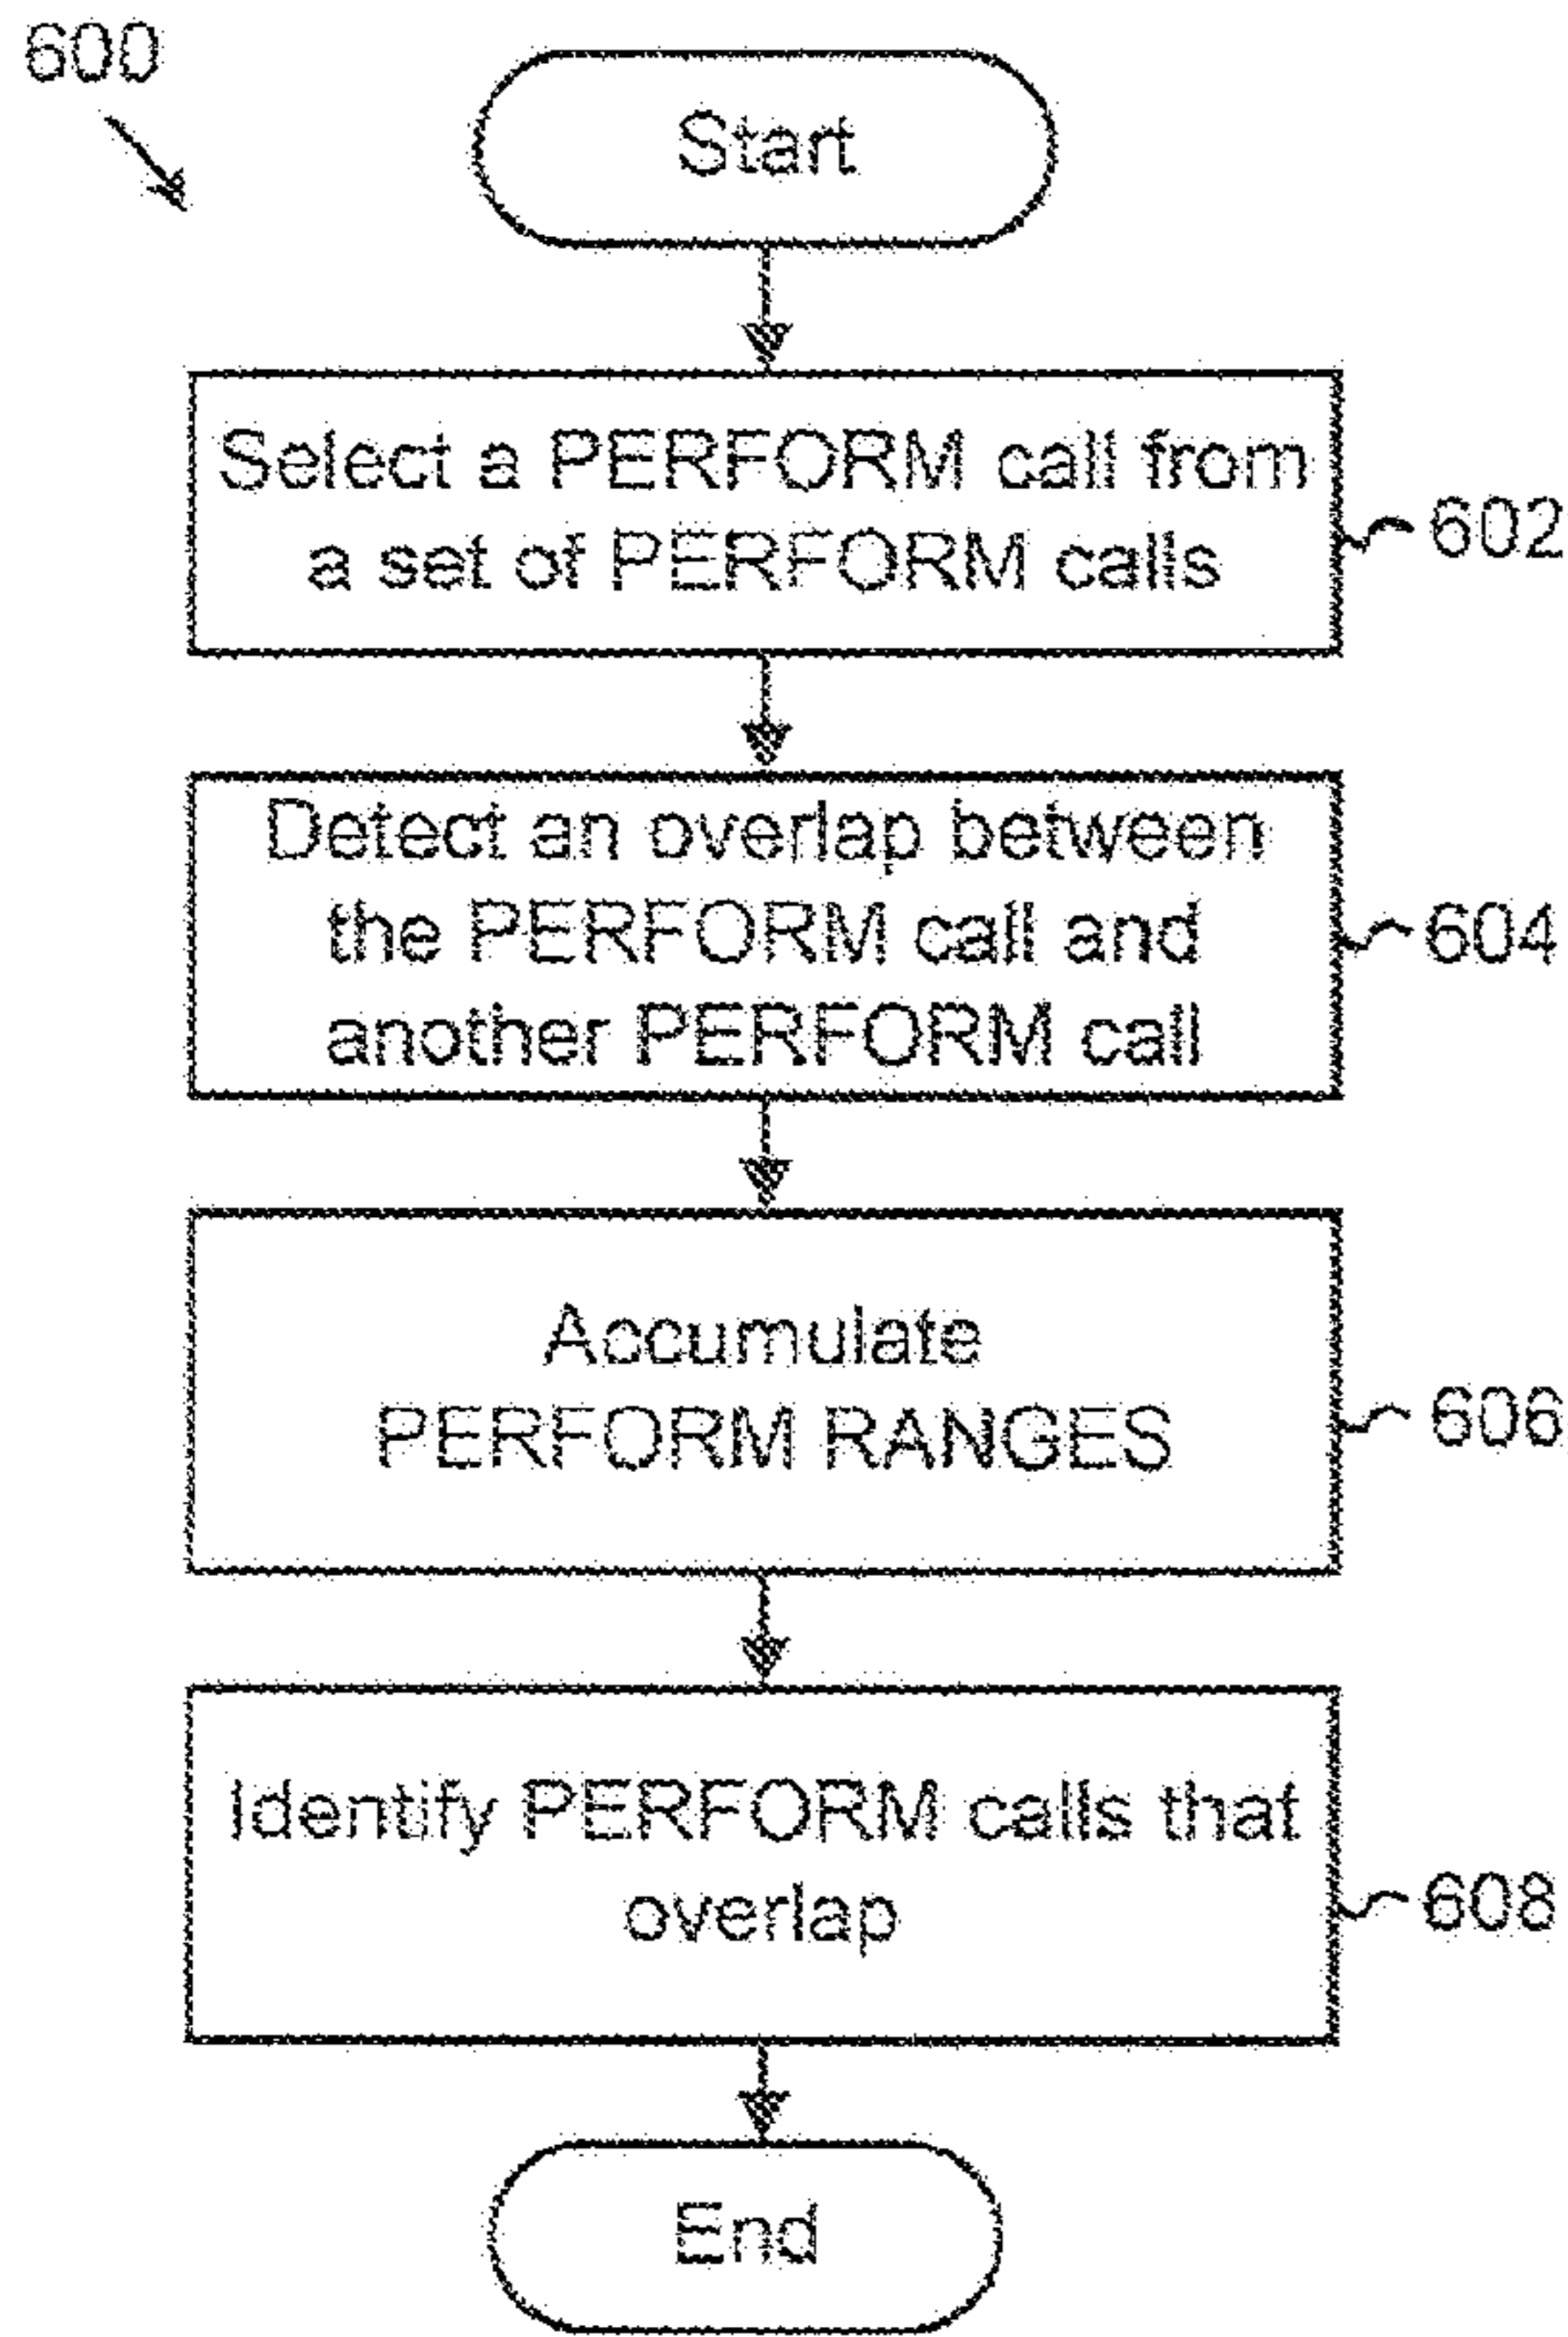 600
Start
Select a PERFORM call from
a set of PERFORM calls
602
Detect an overlap between
the PERFORM call and
another PERFORM call
604
Accumulate
PERFORM RANGES
606
Identify PERFORM calls that
overlap
608
End